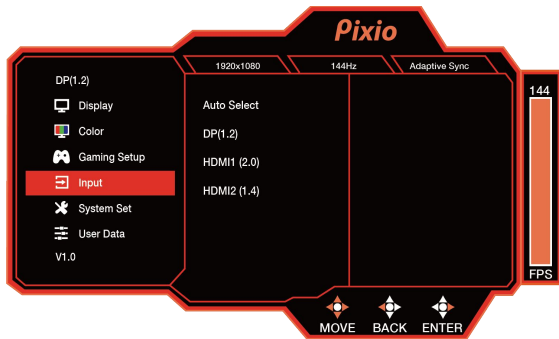 Pixio
1920x1080
144Hz
Adaptive Sync
DP(1.2)
Display
Color
Gaming Setup
Input
System Set
User Data
V1.0
Auto Select
DP(1.2)
HDMI1 (2.0)
HDMI2 (1.4)
144
FPS
MOVE
BACK
ENTER